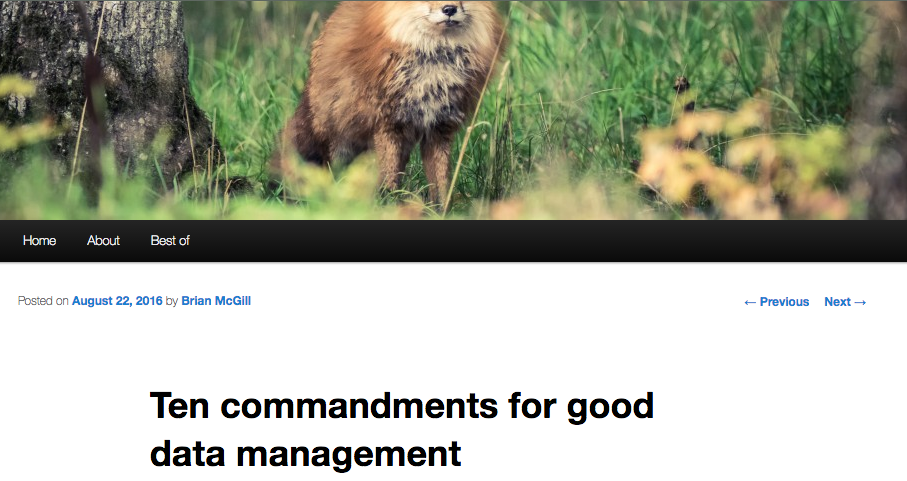 Home About Best of
Posted on August 22, 2016 by Brian McGill
← Previous Next →
Ten commandments for good
data management